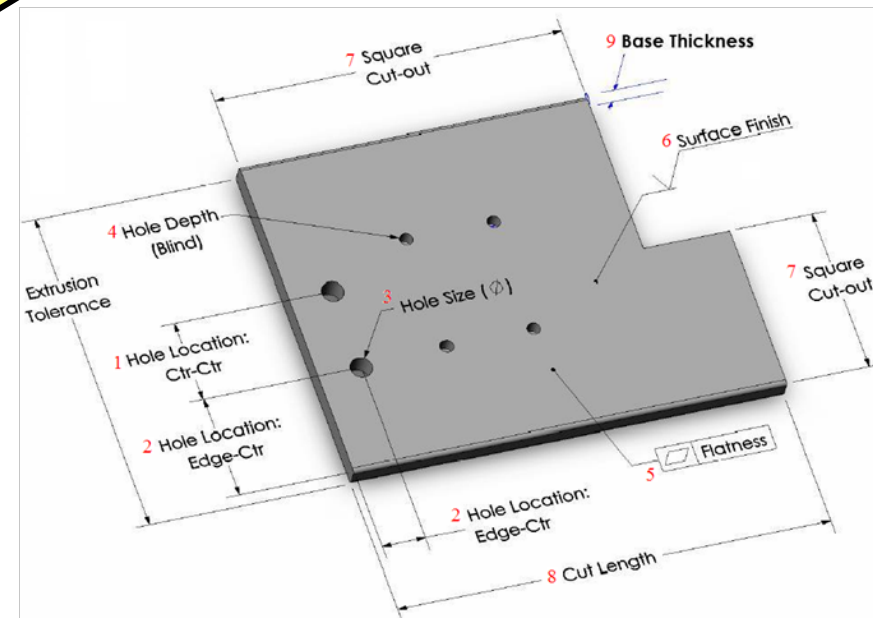 7 Square
Cut-out
9 Base Thickness
6 Surface Finish
4 Hole Depth
(Blind)
Extrusion
Tolerance
3 Hole Size (∅)
7 Square
Cut-out
1 Hole Location:
Ctr-Ctr
2 Hole Location:
Edge-Ctr
5 Flatness
2 Hole Location:
Edge-Ctr
8 Cut Length